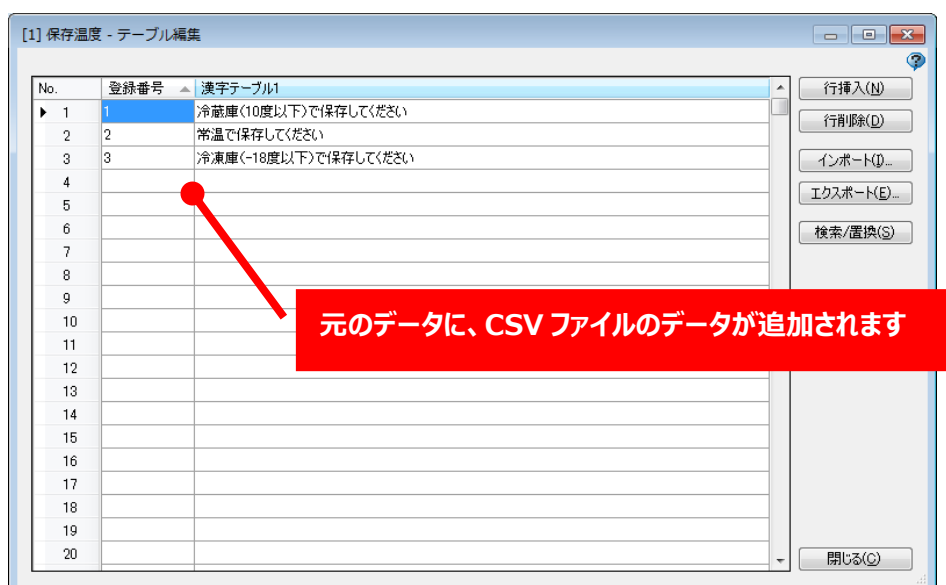 [1] 保存温度 - テーブル編集
No. 登録番号 漢字テーブル1
1 1 冷蔵庫(10度以下)で保存してください
2 2 常温で保存してください
3 3 冷凍庫(-18度以下)で保存してください
4
5
6
7
8
9
10
11
12
13
14
15
16
17
18
19
20
元のデータに、CSV ファイルのデータが追加されます
行挿入(N)
行削除(D)
インポート(I)...
エクスポート(E)...
検索/置換(S)
閉じる(C)